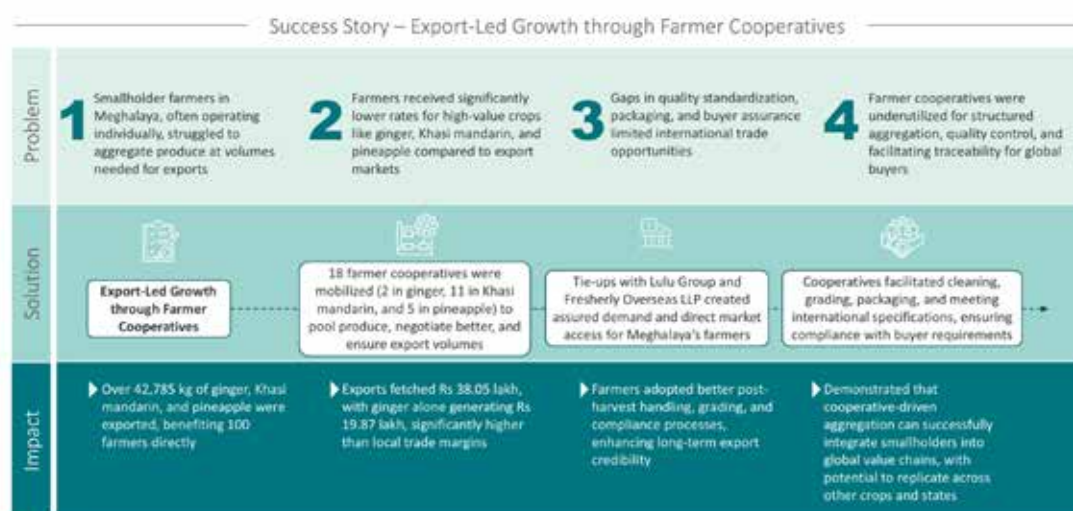 Success Story – Export-Led Growth through Farmer Cooperatives
Problem
1
Smallholder farmers in
Meghalaya, often operating
individually, struggled to
aggregate produce at volumes
needed for exports
2
Farmers received significantly
lower rates for high-value crops
like ginger, Khasi mandarin, and
pineapple compared to export
markets
3
Gaps in quality standardization,
packaging, and buyer assurance
limited international trade
opportunities
4
Farmer cooperatives were
underutilized for structured
aggregation, quality control, and
facilitating traceability for global
buyers
Solution
Export-Led Growth
through Farmer
Cooperatives
18 farmer cooperatives were
mobilized (2 in ginger, 11 in Khasi
mandarin, and 5 in pineapple) to
pool produce, negotiate better, and
ensure export volumes
Tie-ups with Lulu Group and
Fresherly Overseas LLP created
assured demand and direct market
access for Meghalaya's farmers
Cooperatives facilitated cleaning,
grading, packaging, and meeting
international specifications, ensuring
compliance with buyer requirements
Impact
Over 42,785 kg of ginger, Khasi
mandarin, and pineapple were
exported, benefiting 100
farmers directly
Exports fetched Rs 38.05 lakh,
with ginger alone generating Rs
19.87 lakh, significantly higher
than local trade margins
Farmers adopted better post-
harvest handling, grading, and
compliance processes,
enhancing long-term export
credibility
Demonstrated that
cooperative-driven
aggregation can successfully
integrate smallholders into
global value chains, with
potential to replicate across
other crops and states